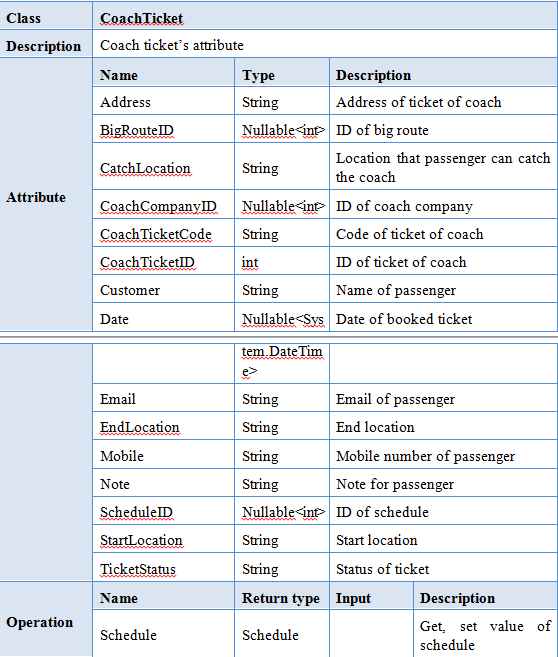 Class CoachTicket
Description Coach ticket's attribute
Attribute
Name Type Description
Address String Address of ticket of coach
BigRouteID Nullable<int> ID of big route
CatchLocation String Location that passenger can catch
the coach
CoachCompanyID Nullable<int> ID of coach company
CoachTicketCode String Code of ticket of coach
CoachTicketID int ID of ticket of coach
Customer String Name of passenger
Date Nullable<Sys Date of booked ticket
tem.DateTim
e>
Email String Email of passenger
EndLocation String End location
Mobile String Mobile number of passenger
Note String Note for passenger
ScheduleID Nullable<int> ID of schedule
StartLocation String Start location
TicketStatus String Status of ticket
Operation
Name Return type Input Description
Schedule Schedule Get, set value of
schedule